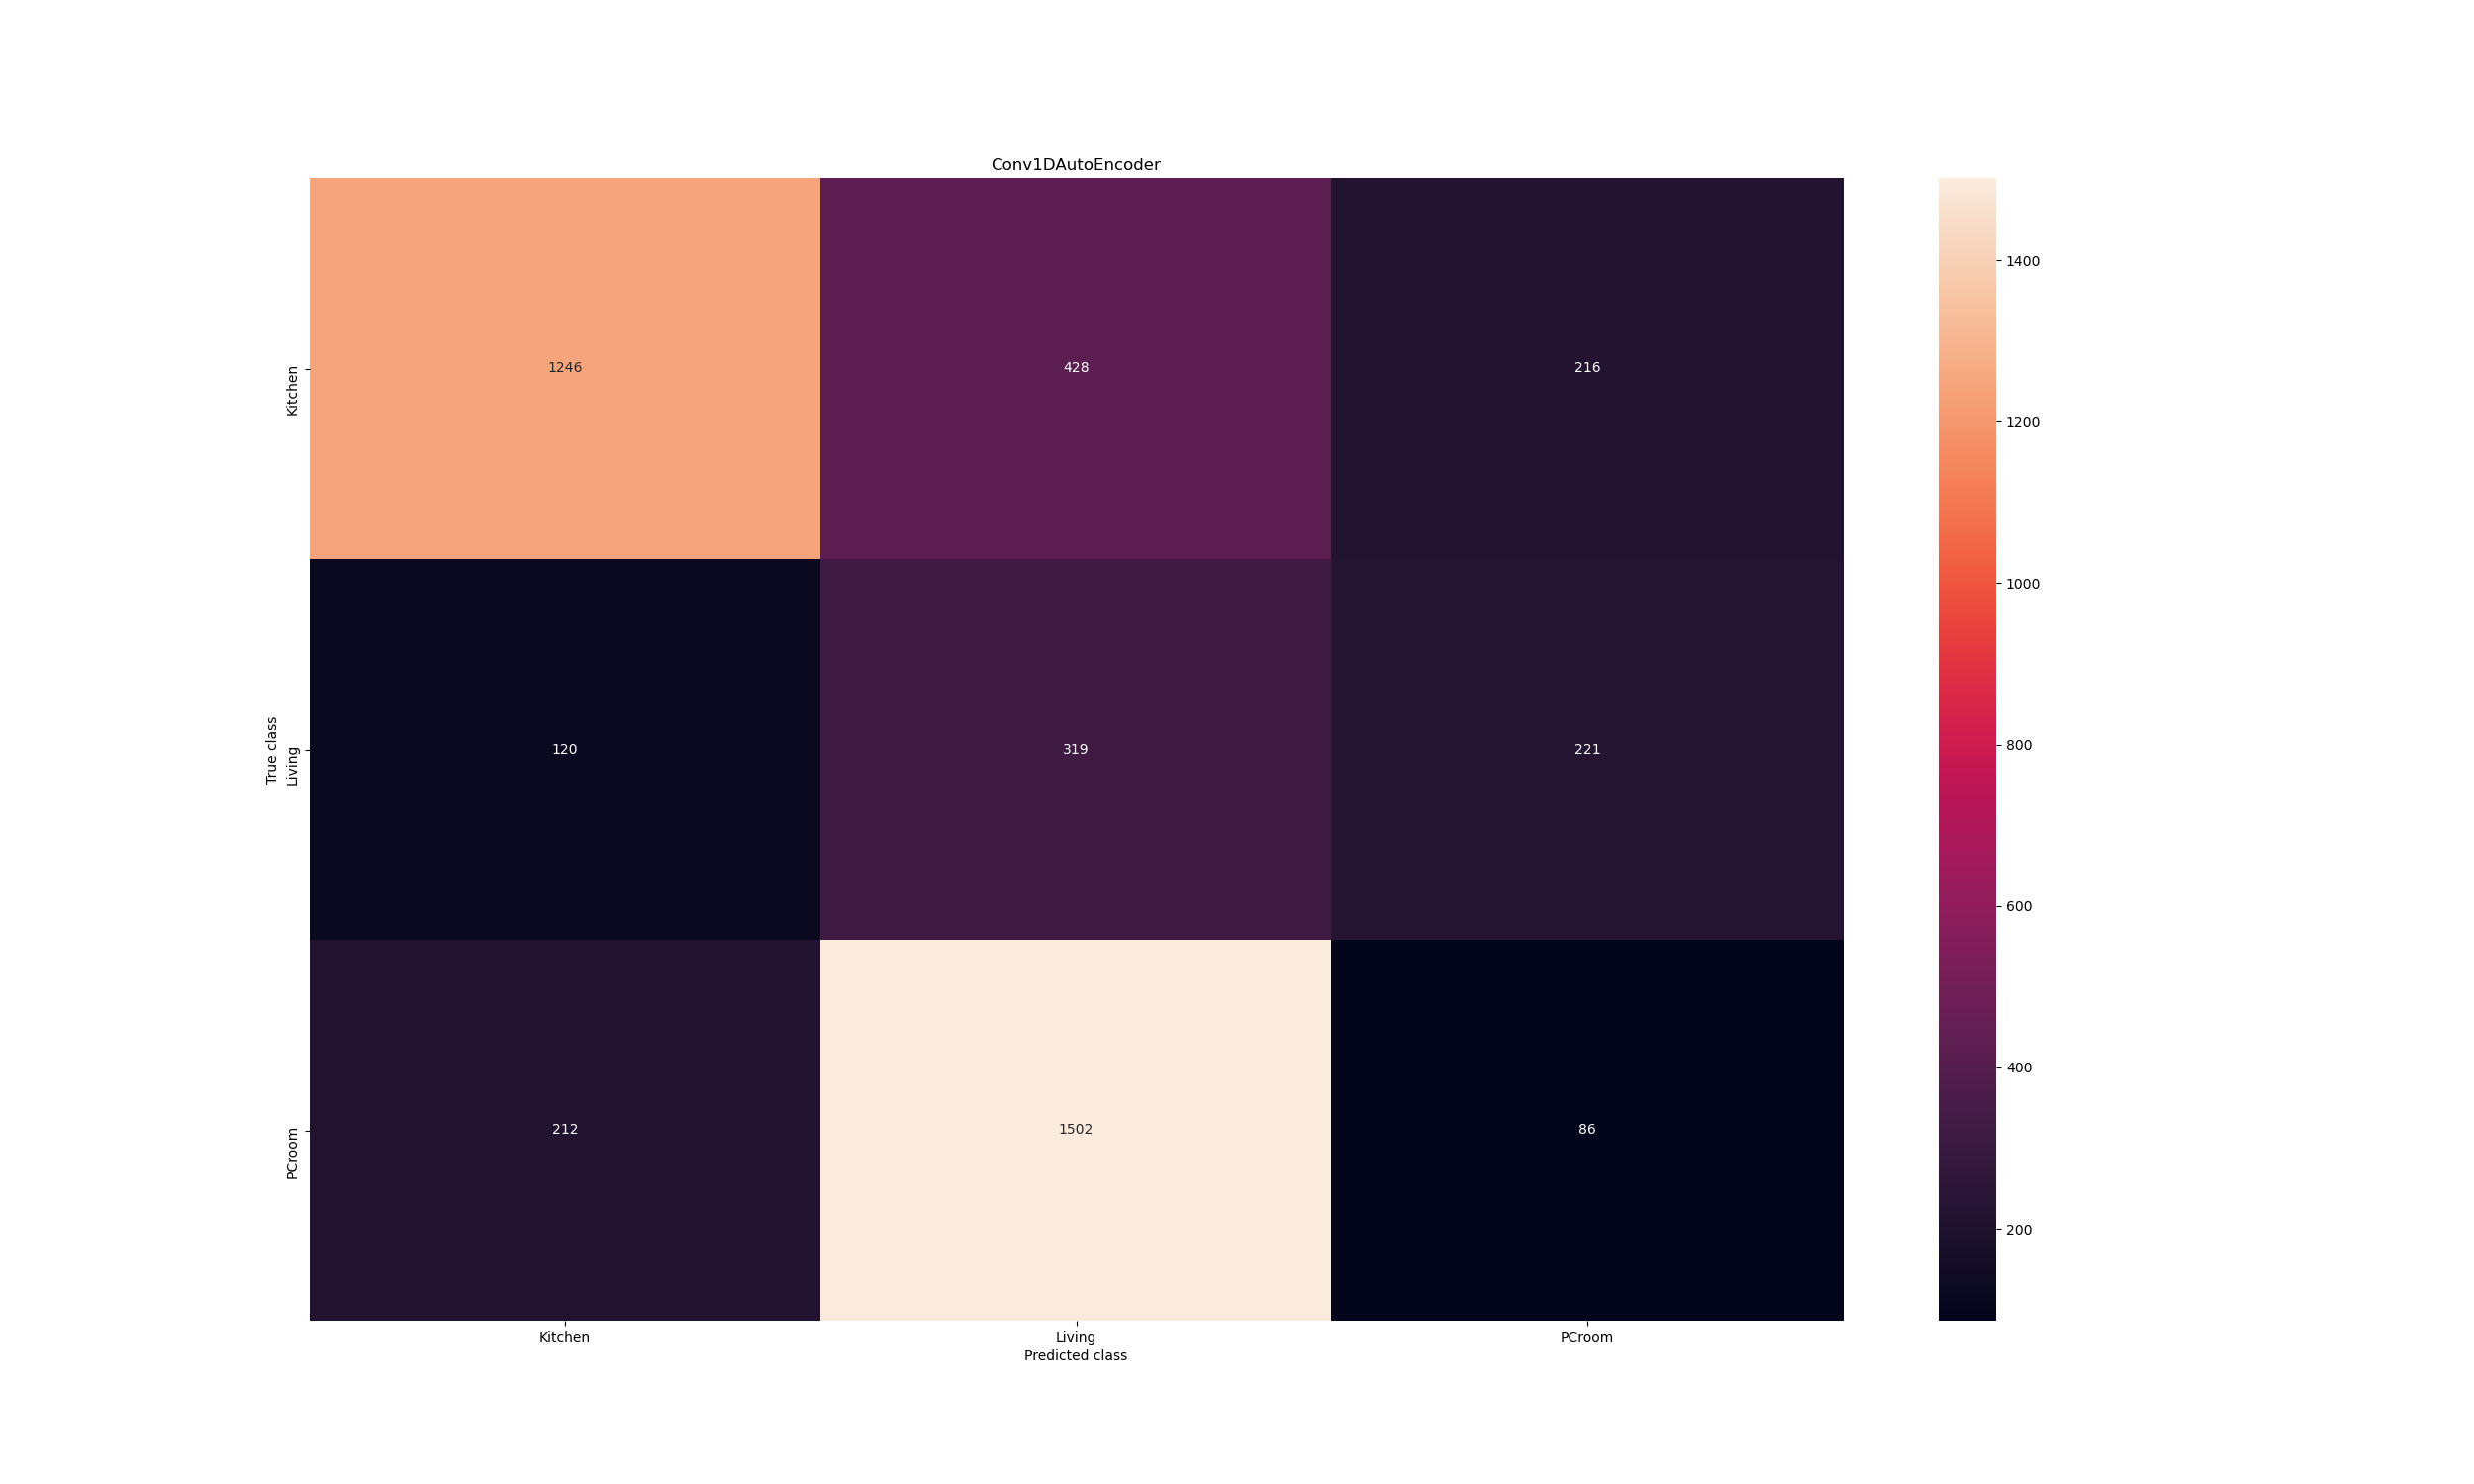 Conv1DAutoEncoder
1400
1200
1000
800
600
400
200
True class
Kitchen
1246 428 216
Living
120 319 221
PCroom
212 1502 86
Kitchen Living PCroom
Predicted class